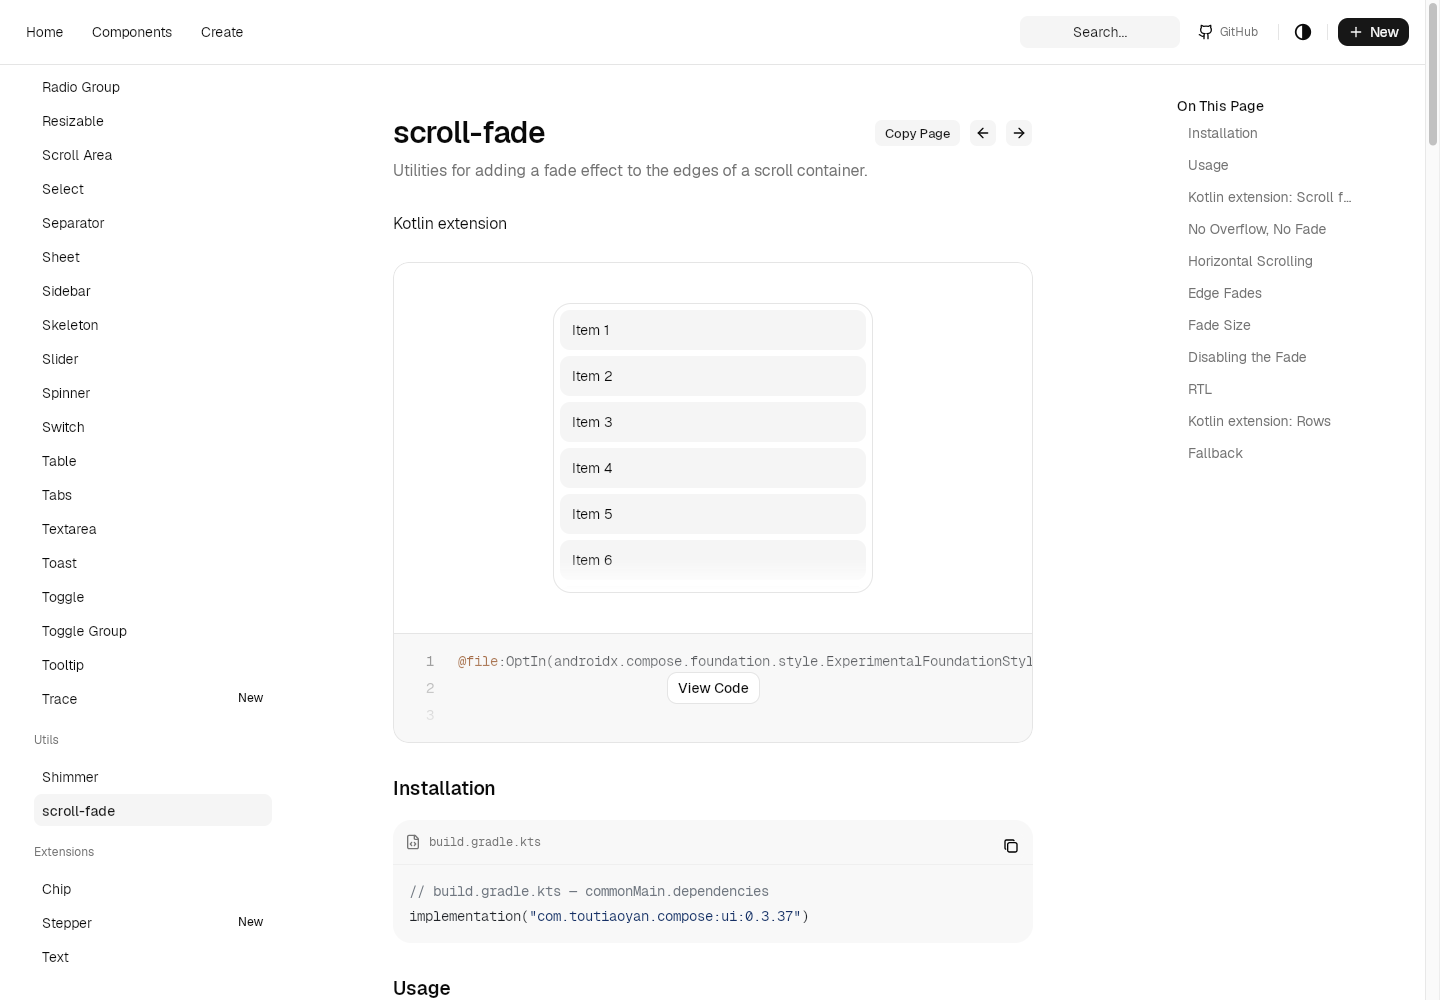 Home
Components
Create
Search...
GitHub
New
Radio Group
Resizable
Scroll Area
Select
Separator
Sheet
Sidebar
Skeleton
Slider
Spinner
Switch
Table
Tabs
Textarea
Toast
Toggle
Toggle Group
Tooltip
Trace New
Utils
Shimmer
scroll-fade
Extensions
Chip
Stepper New
Text
scroll-fade
Copy Page
Utilities for adding a fade effect to the edges of a scroll container.
Kotlin extension
Item 1
Item 2
Item 3
Item 4
Item 5
Item 6
1 @file:OptIn(androidx.compose.foundation.style.ExperimentalFoundationStyl
2
View Code
3
Installation
build.gradle.kts
// build.gradle.kts — commonMain.dependencies
implementation("com.toutiaoyan.compose:ui:0.3.37")
Usage
On This Page
Installation
Usage
Kotlin extension: Scroll f…
No Overflow, No Fade
Horizontal Scrolling
Edge Fades
Fade Size
Disabling the Fade
RTL
Kotlin extension: Rows
Fallback